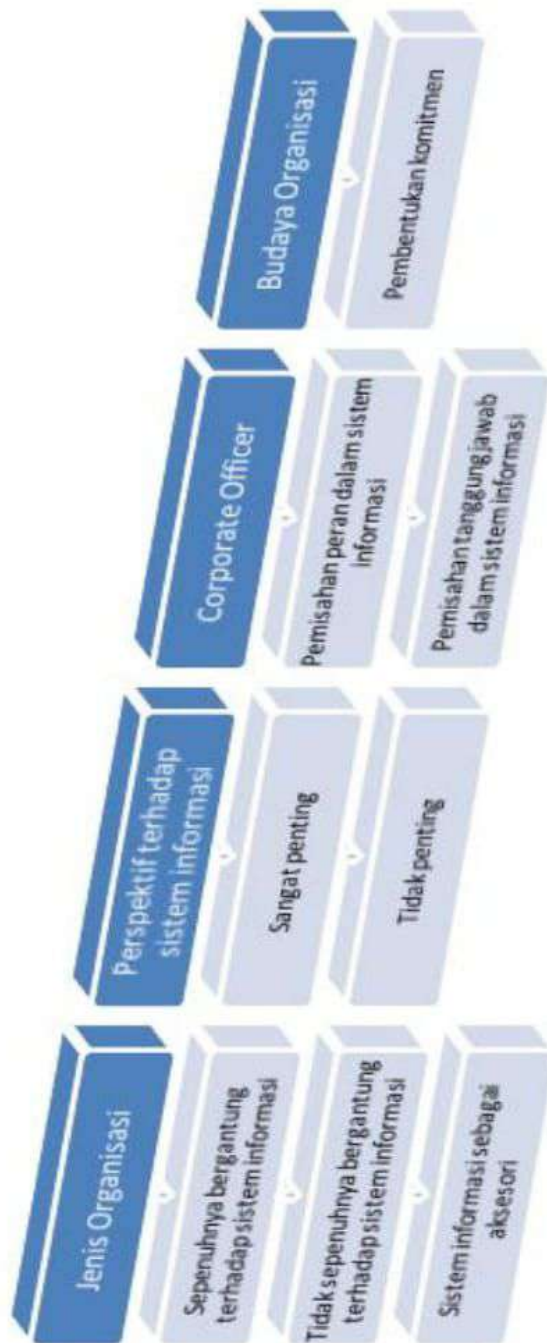 Jenis Organisasi
Sepenuhnya bergantung
terhadap sistem informasi
Tidak sepenuhnya bergantung
terhadap sistem informasi
Sistem informasi sebagai
aksesori
Perspektif terhadap
sistem informasi
Sangat penting
Tidak penting
Corporate Officer
Pemisahan peran dalam sistem
informasi
Pemisahan tanggung jawab
dalam sistem informasi
Budaya Organisasi
Pembentukan komitmen